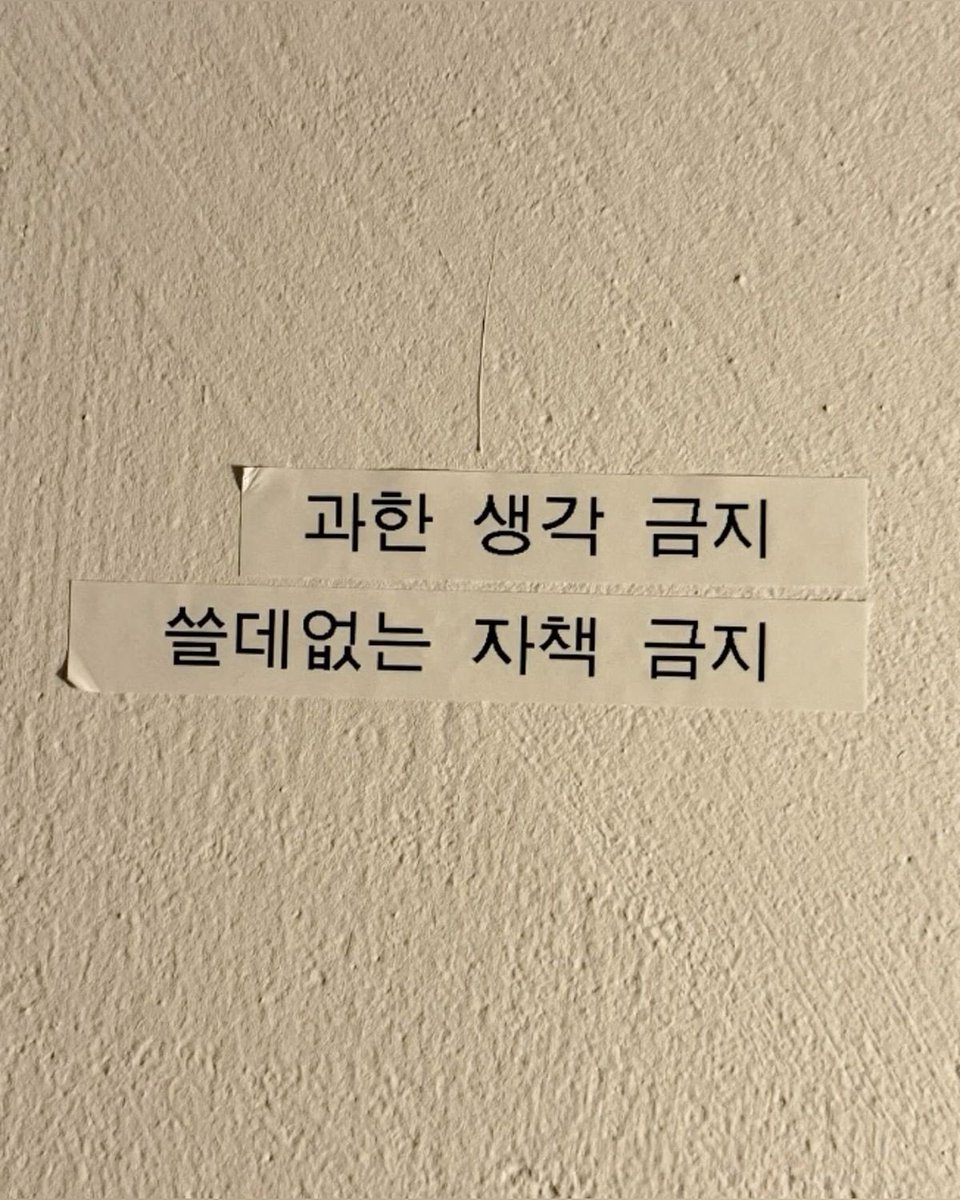 과한 생각 금지
쓸데없는 자책 금지